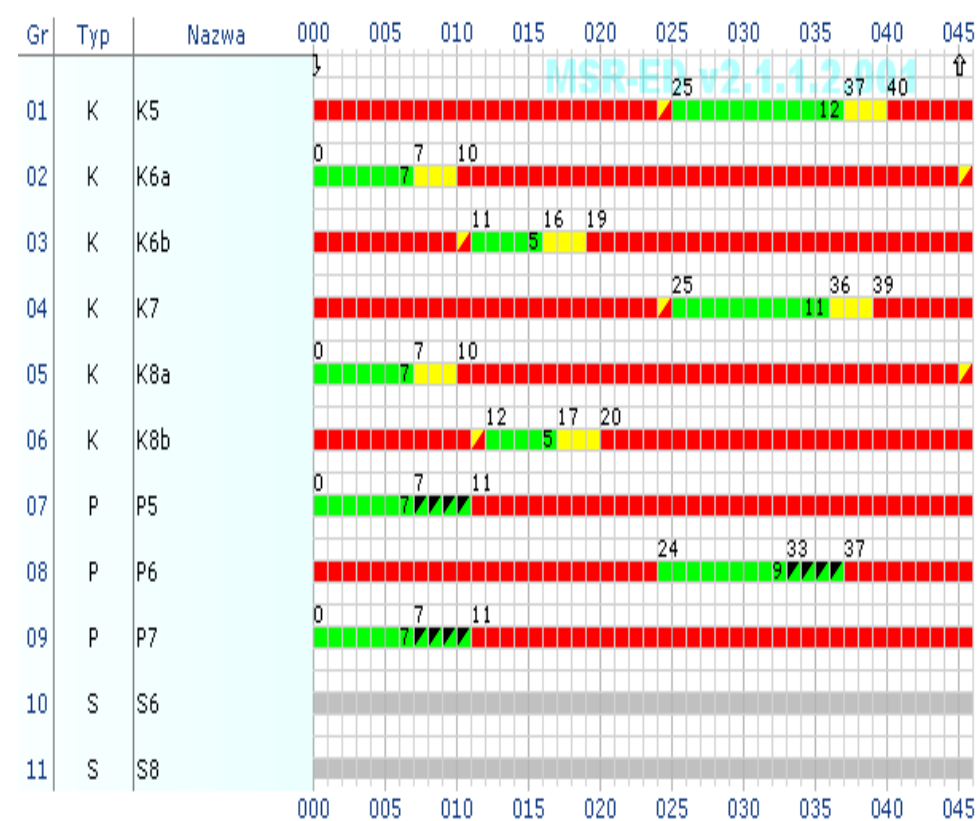 Gr Typ Nazwa 000 005 010 015 020 025 030 035 040 045
MSR-ED v2.1.1.2.001
25 37 40
01 K K5 12
0 7 10
02 K K6a 7
11 16 19
03 K K6b 5
25 36 39
04 K K7 11
0 7 10
05 K K8a 7
12 17 20
06 K K8b 5
0 7 11
07 P P5 7
24 33 37
08 P P6 9
0 7 11
09 P P7 7
10 S S6
11 S S8
000 005 010 015 020 025 030 035 040 045